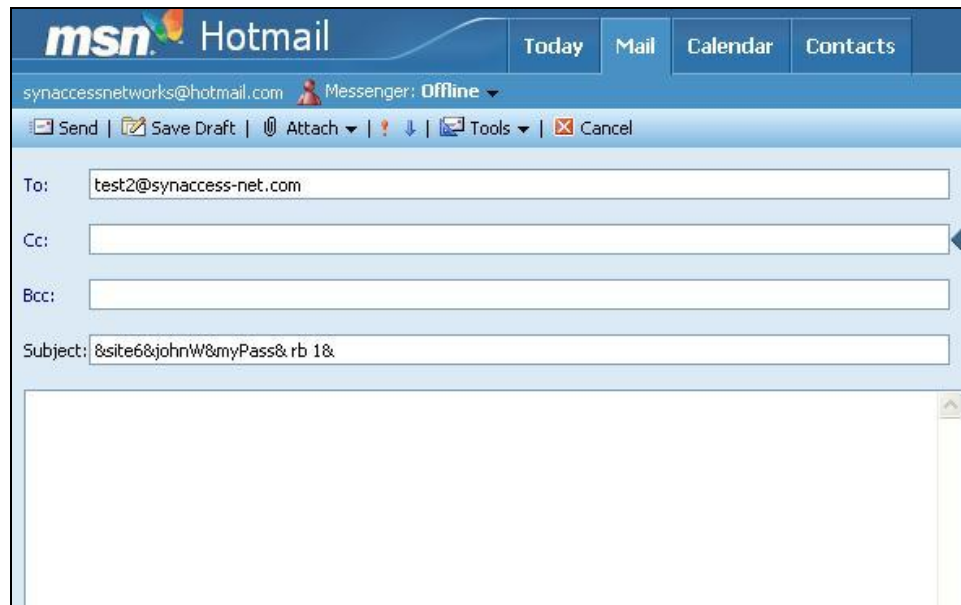 msn Hotmail Today Mail Calendar Contacts
synaccessnetworks@hotmail.com Messenger: Offline
Send | Save Draft | Attach | ! | Tools | Cancel
To: test2@synaccess-net.com
Cc:
Bcc:
Subject: &site6&johnW&myPass& rb 1&